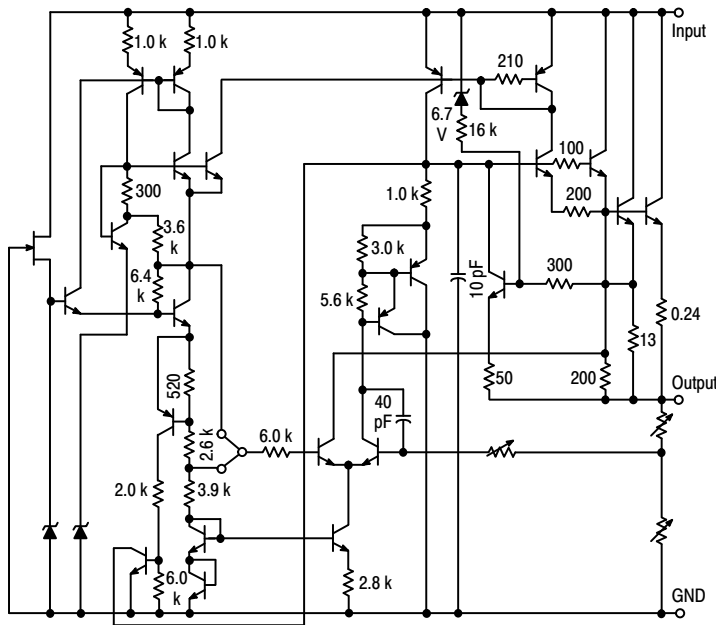 Input
1.0 k
1.0 k
210
6.7
V
16 k
100
300
1.0 k
200
3.6
k
3.0 k
6.4
k
10 pF
300
5.6 k
0.24
13
520
50
200
Output
40
pF
2.6 k
6.0 k
2.0 k
3.9 k
6.0
k
2.8 k
GND